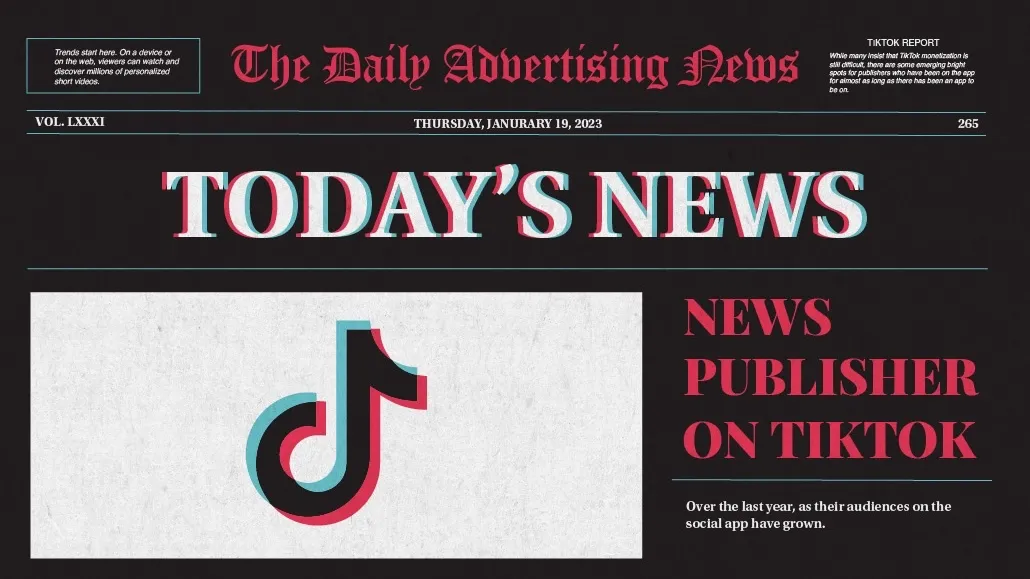 Trends start here. On a device or
on the web, viewers can watch and
discover millions of personalized
short videos.
The Daily Advertising News
TiKTOK REPORT
While many insist that TikTok monetization is
still difficult, there are some emerging bright
spots for publishers who have been on the app
for almost as long as there has been an app to
be on.
VOL. LXXXI
THURSDAY, JANURARY 19, 2023
265
TODAY’S NEWS
NEWS
PUBLISHER
ON TIKTOK
Over the last year, as their audiences on the
social app have grown.